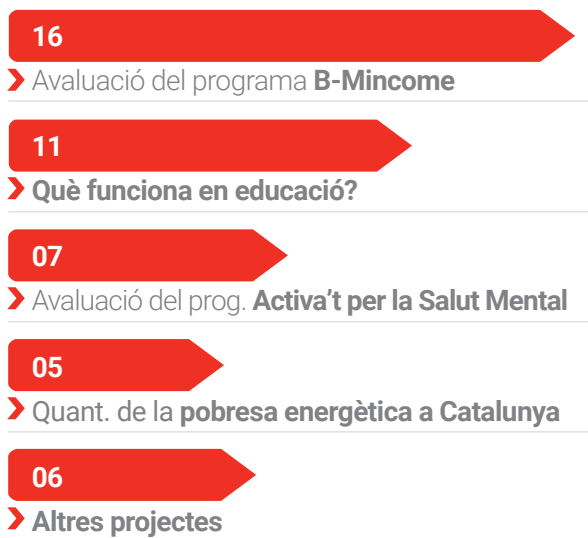 16
Avaluació del programa B-Mincome
11
Què funciona en educació?
07
Avaluació del prog. Activa't per la Salut Mental
05
Quant. de la pobresa energètica a Catalunya
06
Altres projectes